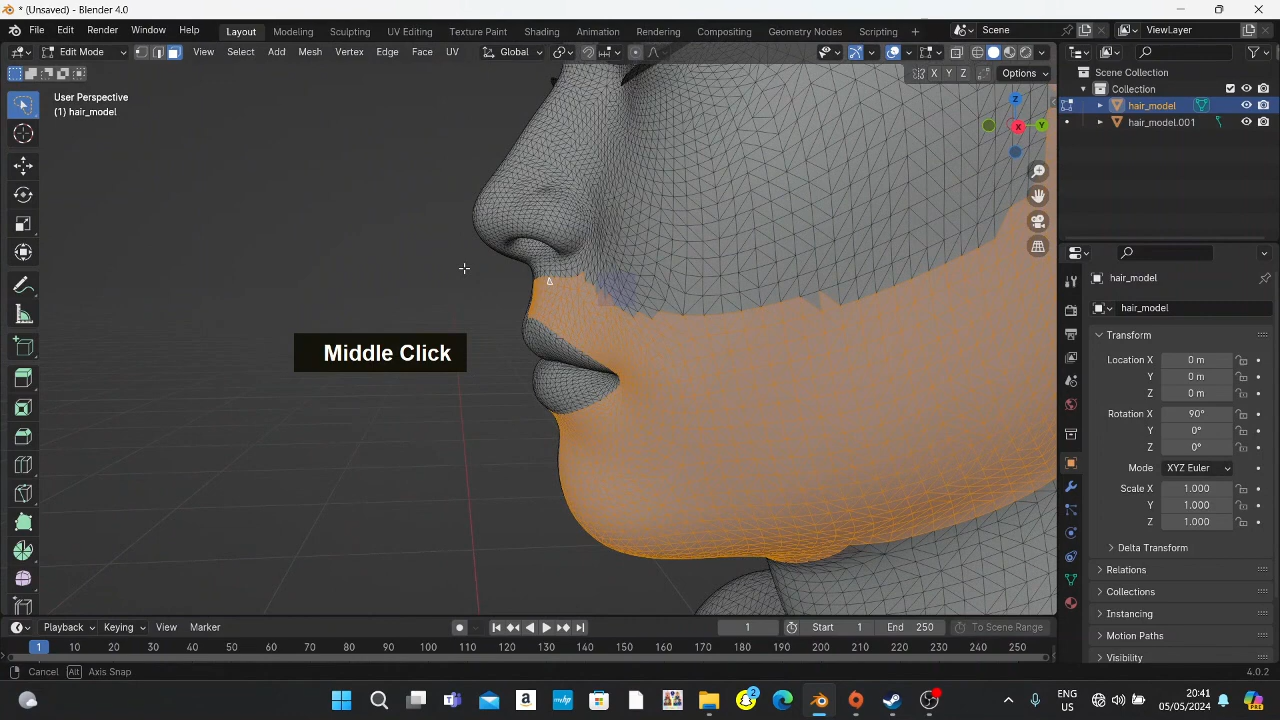 * (Unsaved) - Blender 4.0
File Edit Render Window Help Layout Modeling Sculpting UV Editing Texture Paint Shading Animation Rendering Compositing Geometry Nodes Scripting + Scene ViewLayer
Edit Mode View Select Add Mesh Vertex Edge Face UV Global
X Y Z Options
User Perspective
(1) hair_model
Scene Collection
Collection
hair_model
hair_model.001
Z
X
Y
Middle Click
hair_model
hair_model
Transform
Location X 0 m
Y 0 m
Z 0 m
Rotation X 90°
Y 0°
Z 0°
Mode XYZ Euler
Scale X 1.000
Y 1.000
Z 1.000
Delta Transform
Relations
Collections
Instancing
Motion Paths
Visibility
Playback Keying View Marker 1 Start 1 End 250 To Scene Range
1 10 20 30 40 50 60 70 80 90 100 110 120 130 140 150 160 170 180 190 200 210 220 230 240 250
Cancel Alt Axis Snap 4.0.2
2
ENG
US
20:41
05/05/2024